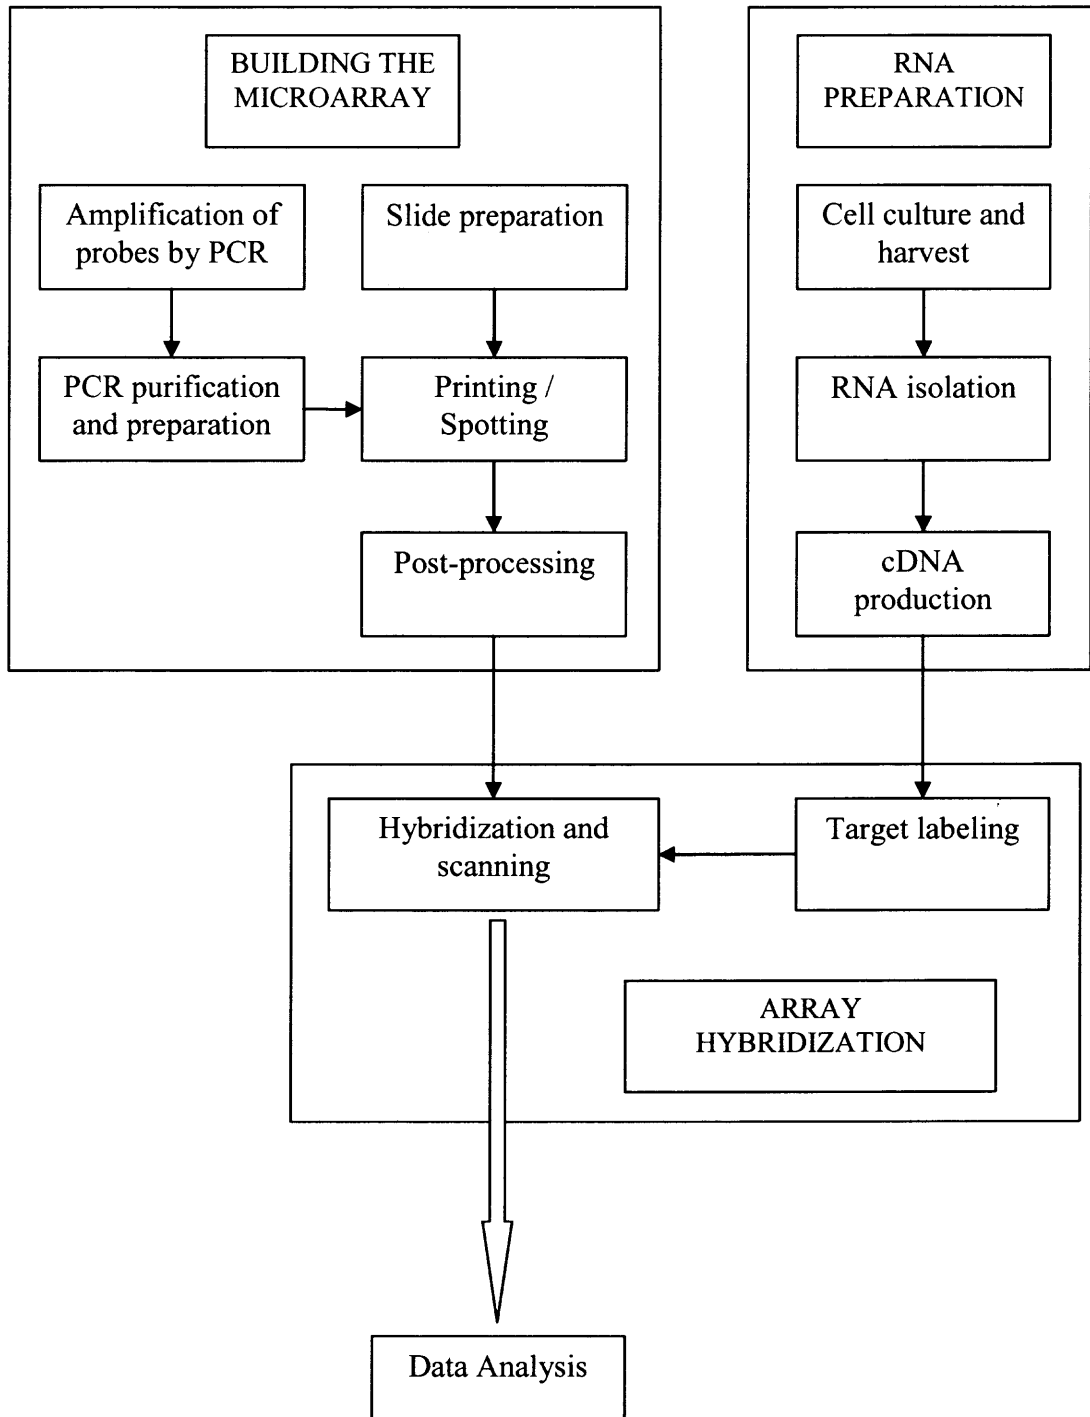 BUILDING THE
MICROARRAY
RNA
PREPARATION
Amplification of
probes by PCR
Slide preparation
Cell culture and
harvest
PCR purification
and preparation
Printing /
Spotting
RNA isolation
Post-processing
cDNA
production
Hybridization and
scanning
Target labeling
ARRAY
HYBRIDIZATION
Data Analysis